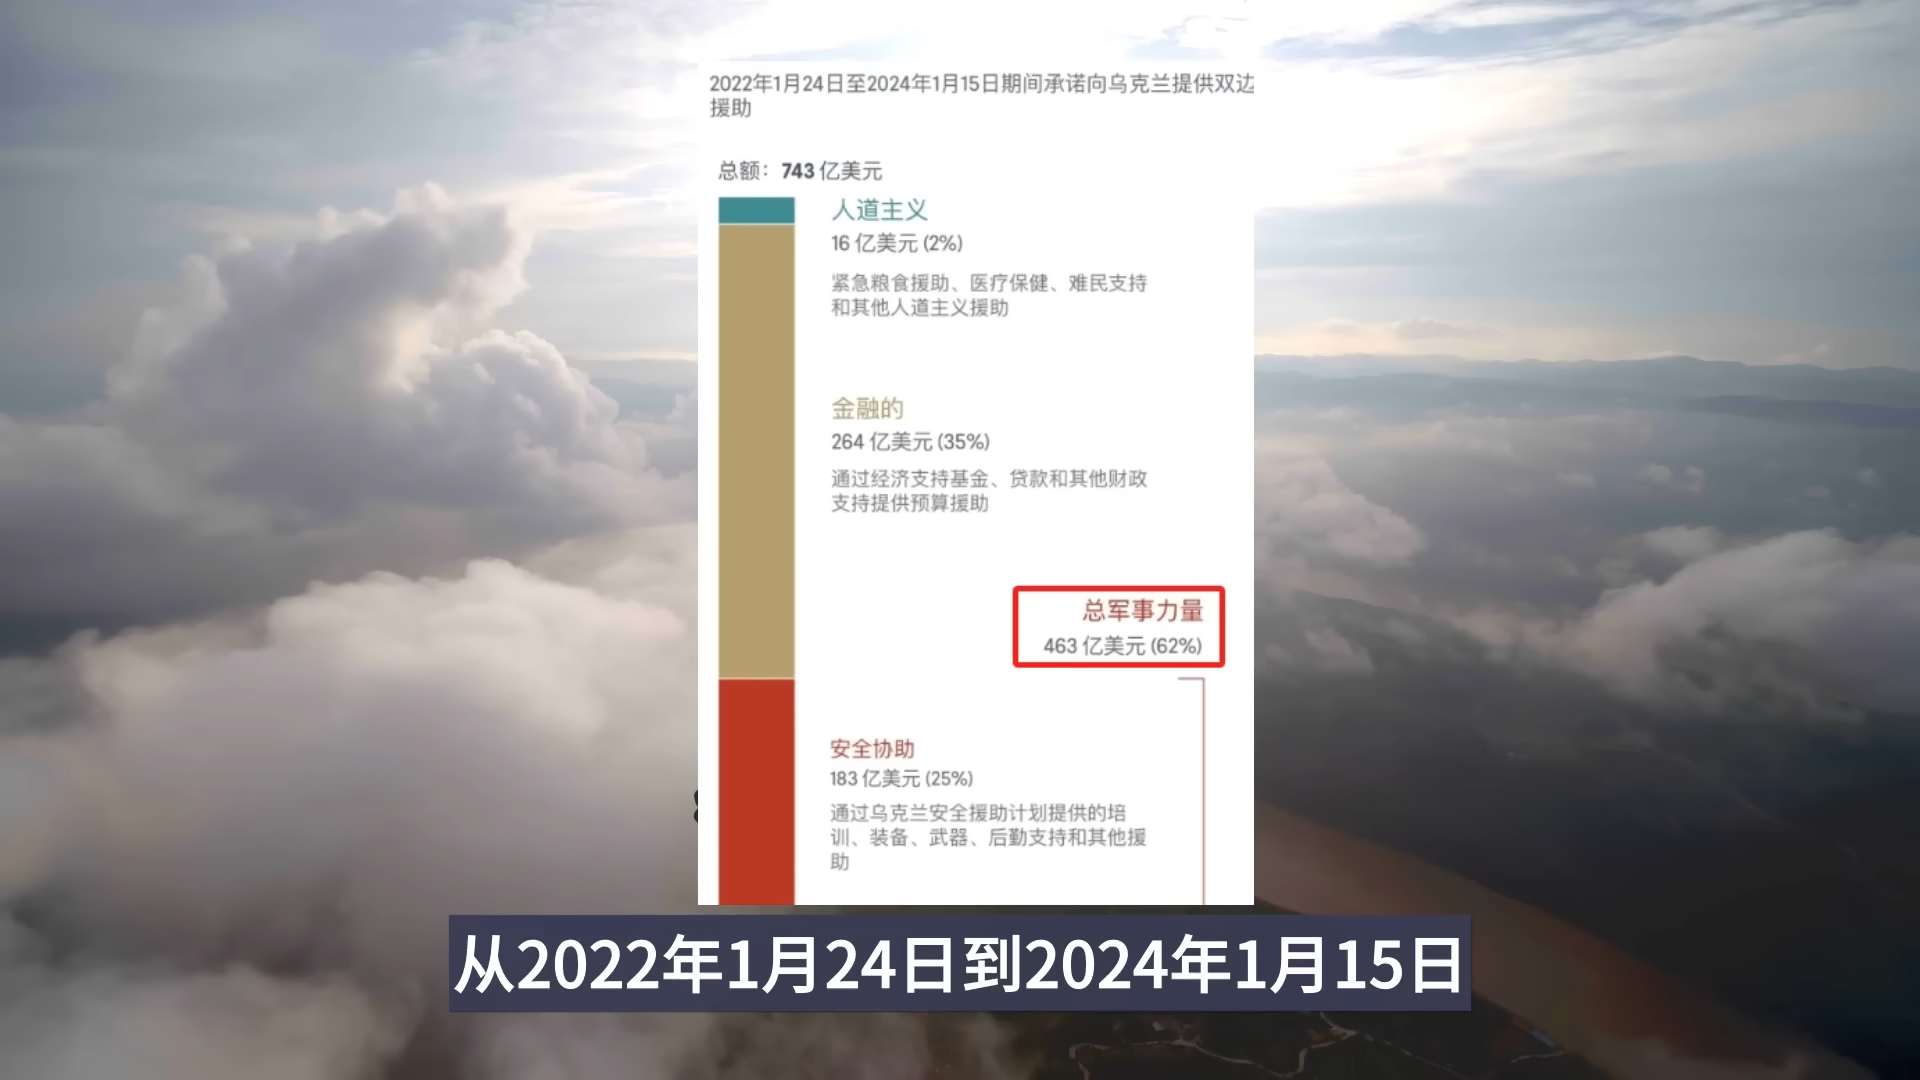 2022年1月24日至2024年1月15日期间承诺向乌克兰提供双边
援助
总额：743 亿美元
人道主义
16 亿美元 (2%)
紧急粮食援助、医疗保健、难民支持
和其他人道主义援助
金融的
264 亿美元 (35%)
通过经济支持基金、贷款和其他财政
支持提供预算援助
总军事力量
463 亿美元 (62%)
安全协助
183 亿美元 (25%)
通过乌克兰安全援助计划提供的培
训、装备、武器、后勤支持和其他援
助
从2022年1月24日到2024年1月15日